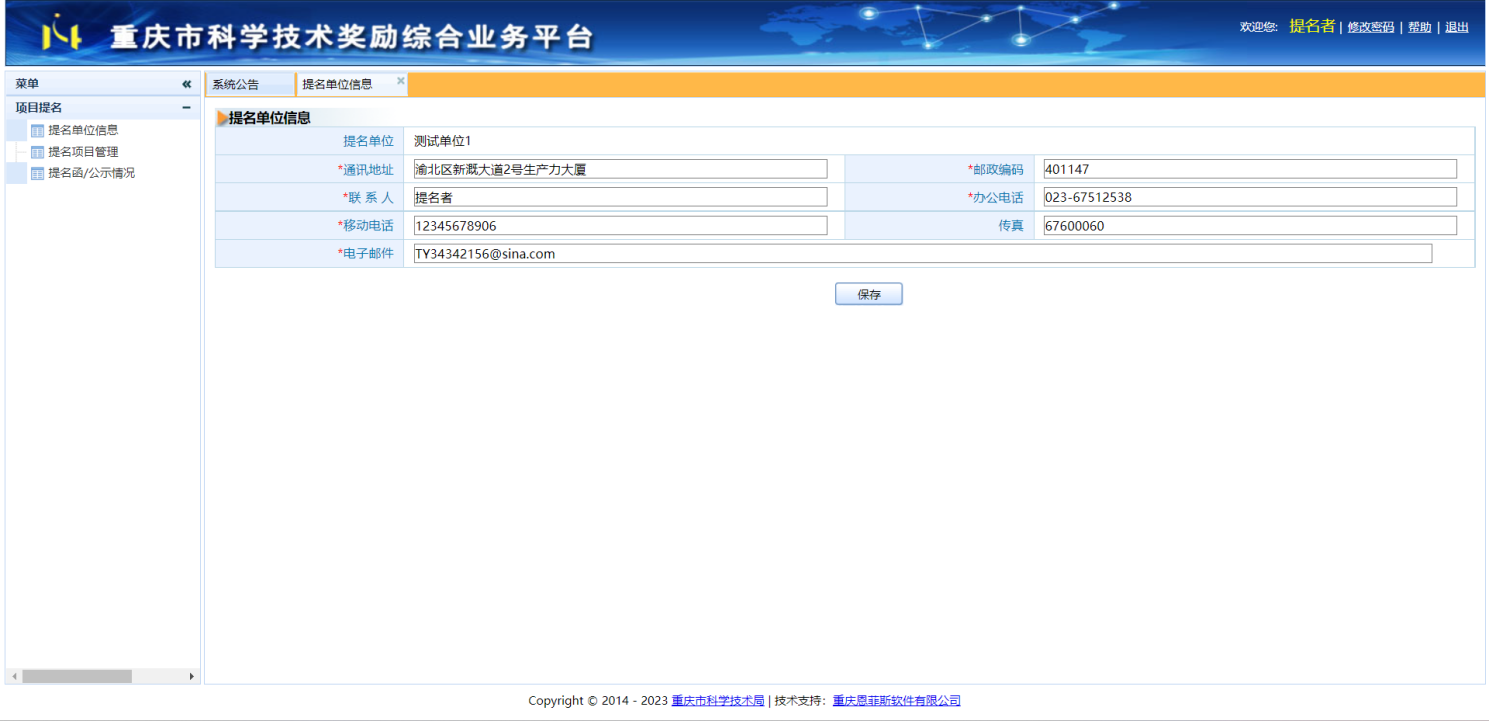 重庆市科学技术奖励综合业务平台
欢迎您: 提名者 | 修改密码 | 帮助 | 退出
菜单
系统公告 提名单位信息
项目提名
提名单位信息
提名项目管理
提名函/公示情况
提名单位信息
提名单位 测试单位1
*通讯地址 渝北区新溉大道2号生产力大厦 *邮政编码 401147
*联 系 人 提名者 *办公电话 023-67512538
*移动电话 12345678906 传真 67600060
*电子邮件 TY34342156@sina.com
保存
Copyright © 2014 - 2023 重庆市科学技术局 | 技术支持：重庆恩菲斯软件有限公司